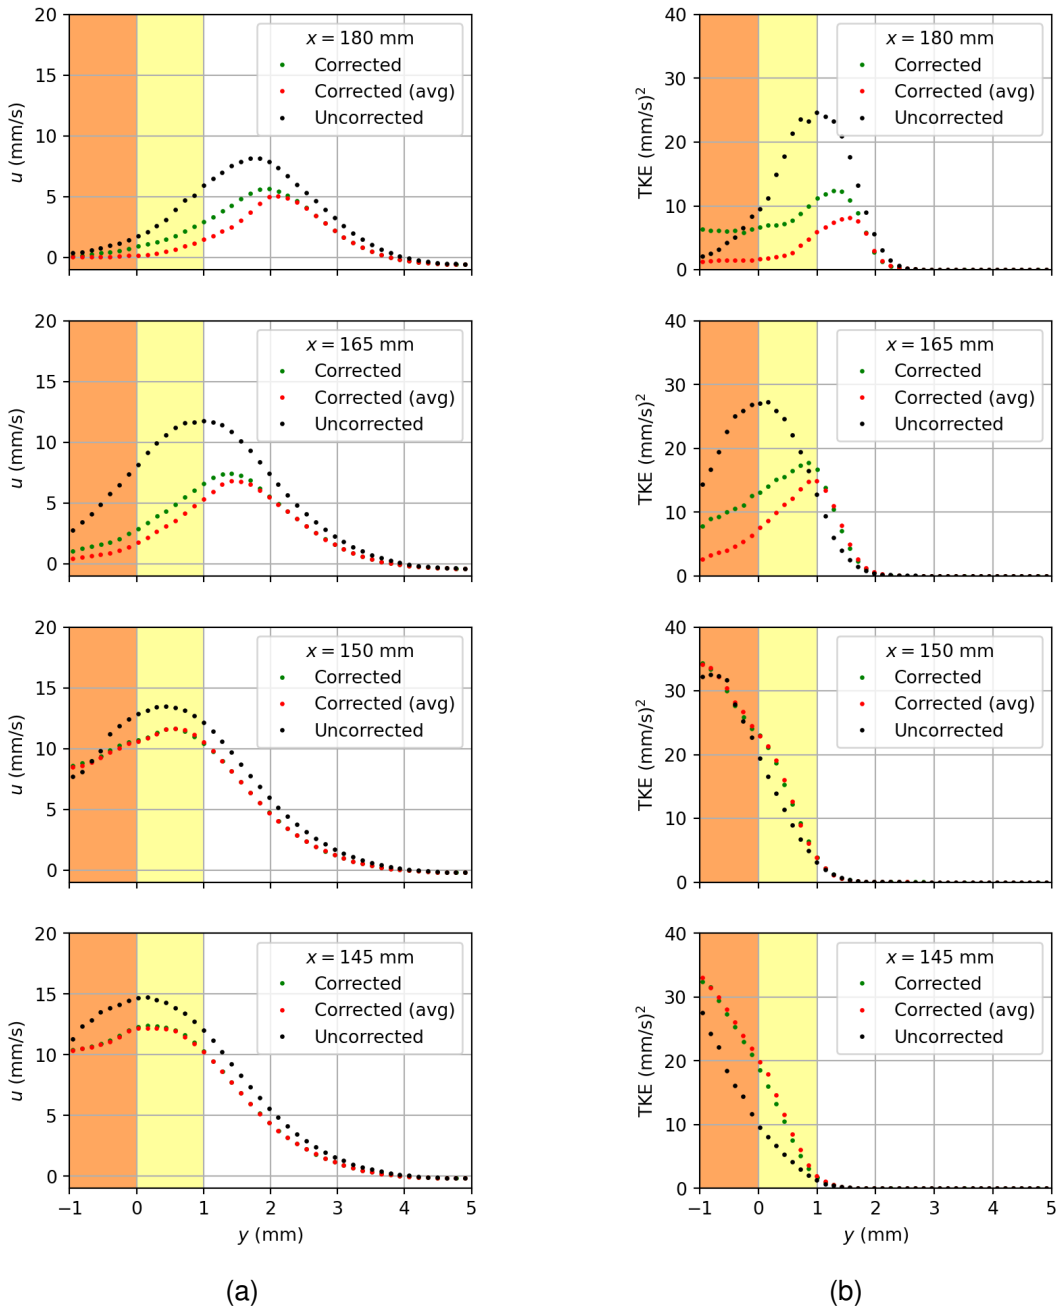 20
15
10
5
0
u (mm/s)
x = 180 mm
Corrected
Corrected (avg)
Uncorrected
40
30
20
10
0
TKE (mm/s)²
x = 180 mm
Corrected
Corrected (avg)
Uncorrected
20
15
10
5
0
u (mm/s)
x = 165 mm
Corrected
Corrected (avg)
Uncorrected
40
30
20
10
0
TKE (mm/s)²
x = 165 mm
Corrected
Corrected (avg)
Uncorrected
20
15
10
5
0
u (mm/s)
x = 150 mm
Corrected
Corrected (avg)
Uncorrected
40
30
20
10
0
TKE (mm/s)²
x = 150 mm
Corrected
Corrected (avg)
Uncorrected
20
15
10
5
0
u (mm/s)
x = 145 mm
Corrected
Corrected (avg)
Uncorrected
−1 0 1 2 3 4 5
y (mm)
40
30
20
10
0
TKE (mm/s)²
x = 145 mm
Corrected
Corrected (avg)
Uncorrected
−1 0 1 2 3 4 5
y (mm)
(a)
(b)